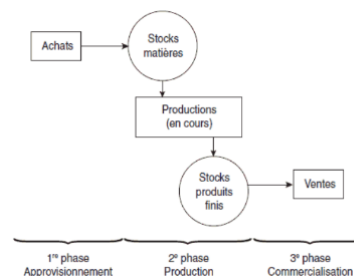 Achats
Stocks
matières
Productions
(en cours)
Stocks
produits
finis
Ventes
1re phase
Approvisionnement
2e phase
Production
3e phase
Commercialisation